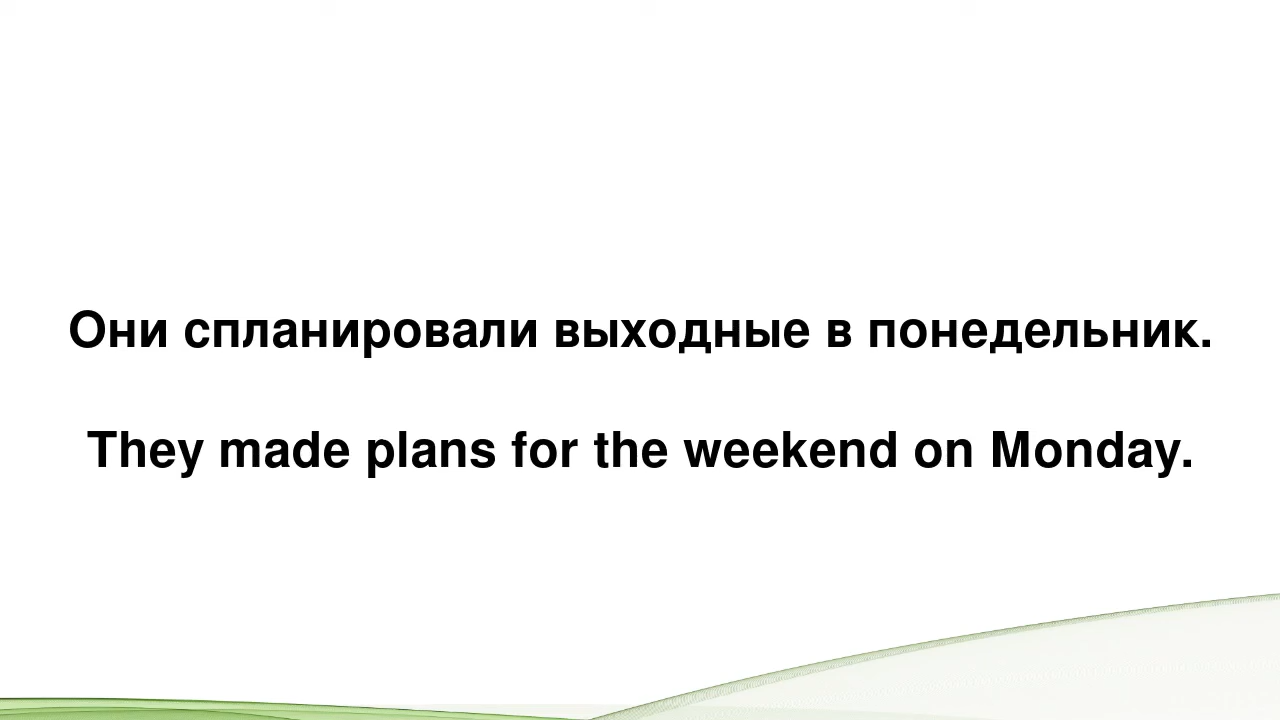 Они спланировали выходные в понедельник.
They made plans for the weekend on Monday.